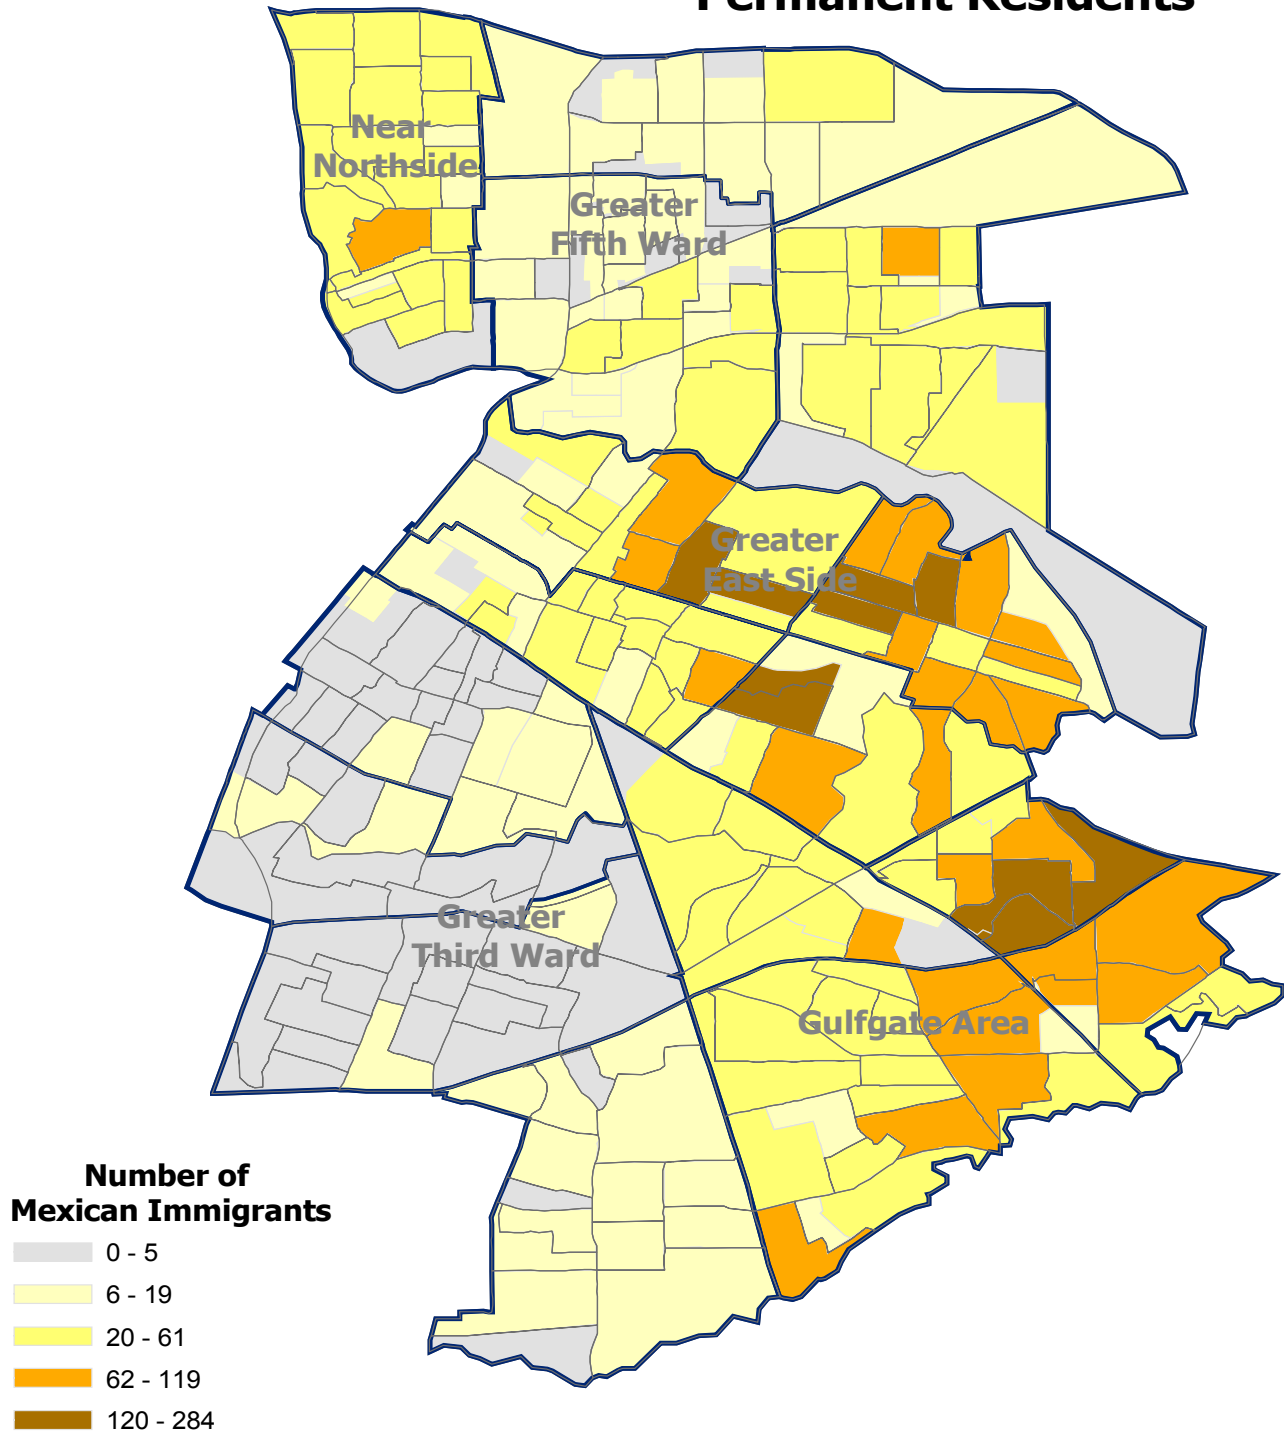 Permanent Residents
Near
Northside
Greater
Fifth Ward
Greater
East Side
Greater
Third Ward
Gulfgate Area
Number of
Mexican Immigrants
0 - 5
6 - 19
20 - 61
62 - 119
120 - 284